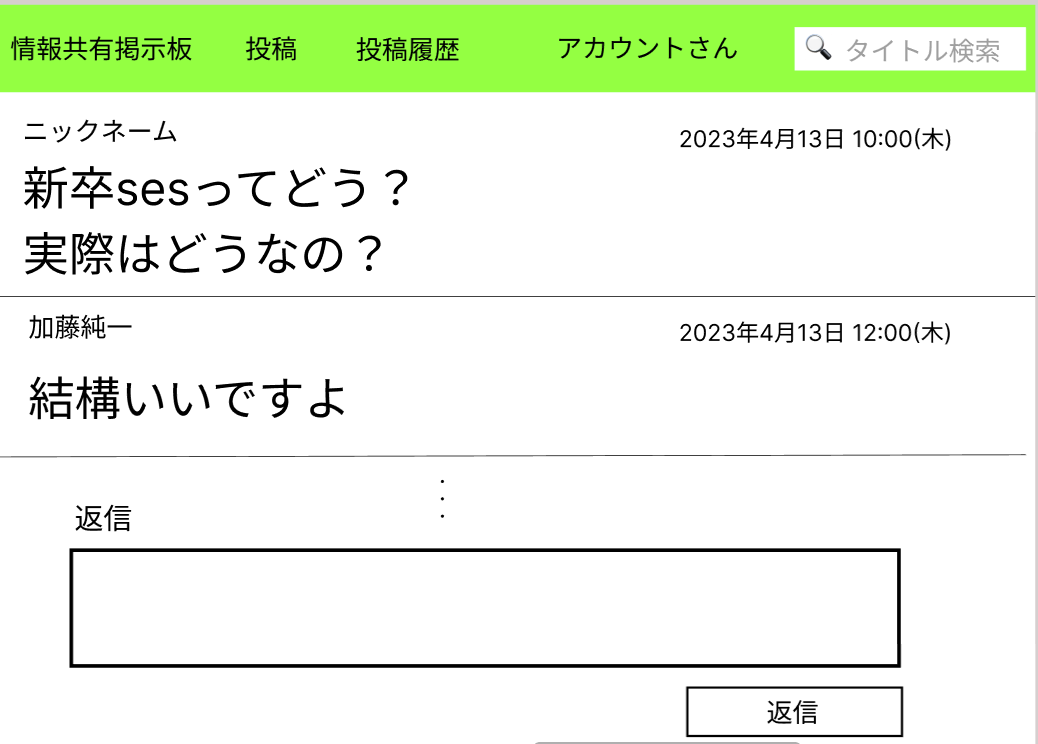 情報共有掲示板 投稿 投稿履歴 アカウントさん タイトル検索
ニックネーム 2023年4月13日 10:00(木)
新卒sesってどう？
実際はどうなの？
加藤純一 2023年4月13日 12:00(木)
結構いいですよ
返信
返信